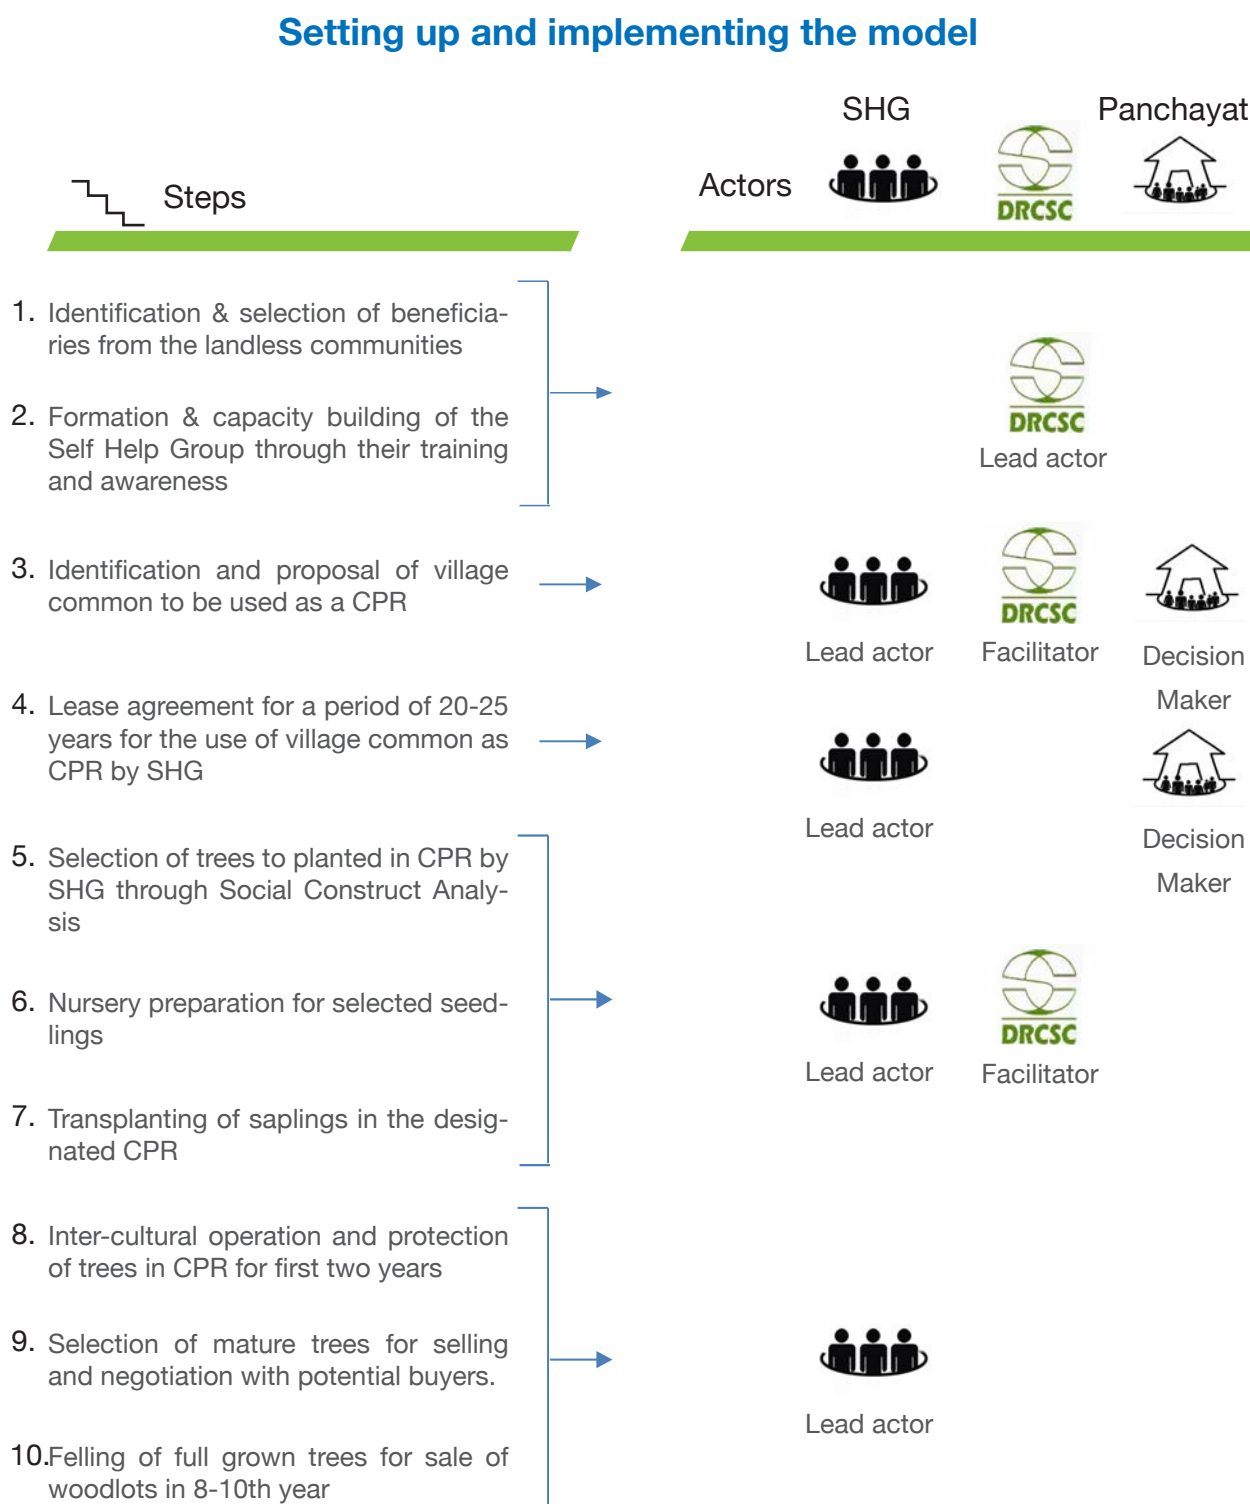 Setting up and implementing the model
SHG
Panchayat
Steps
Actors
DRCSC
1. Identification & selection of beneficia-
ries from the landless communities
2. Formation & capacity building of the
Self Help Group through their training
and awareness
DRCSC
Lead actor
3. Identification and proposal of village
common to be used as a CPR
DRCSC
Lead actor
Facilitator
Decision
Maker
4. Lease agreement for a period of 20-25
years for the use of village common as
CPR by SHG
Lead actor
Decision
Maker
5. Selection of trees to planted in CPR by
SHG through Social Construct Analy-
sis
6. Nursery preparation for selected seed-
lings
7. Transplanting of saplings in the desig-
nated CPR
DRCSC
Lead actor
Facilitator
8. Inter-cultural operation and protection
of trees in CPR for first two years
9. Selection of mature trees for selling
and negotiation with potential buyers.
10. Felling of full grown trees for sale of
woodlots in 8-10th year
Lead actor